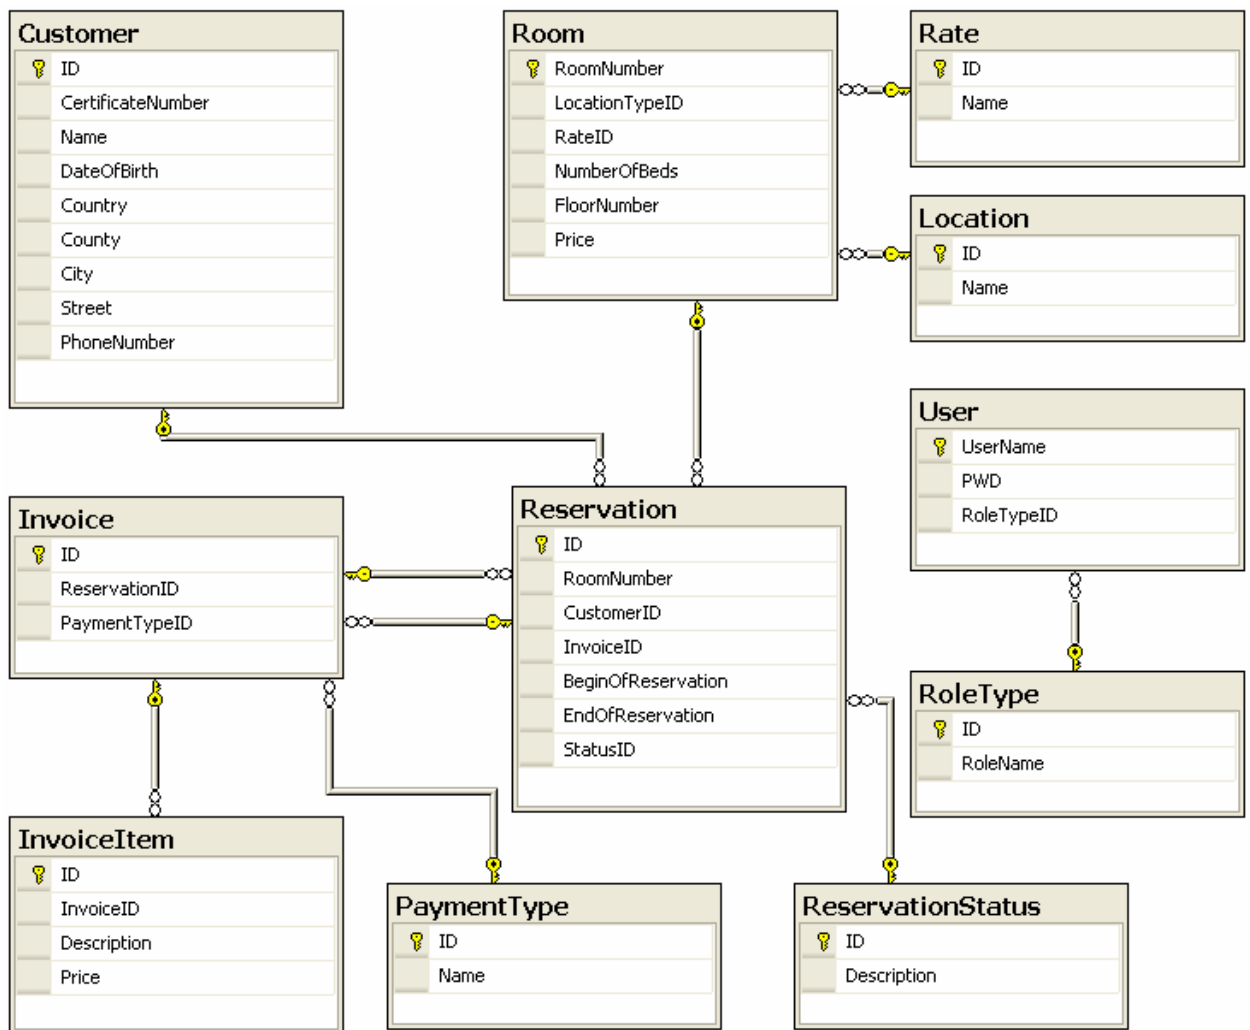 Customer
ID
CertificateNumber
Name
DateOfBirth
Country
County
City
Street
PhoneNumber
Room
RoomNumber
LocationTypeID
RateID
NumberOfBeds
FloorNumber
Price
Rate
ID
Name
Location
ID
Name
User
UserName
PWD
RoleTypeID
Invoice
ID
ReservationID
PaymentTypeID
Reservation
ID
RoomNumber
CustomerID
InvoiceID
BeginOfReservation
EndOfReservation
StatusID
RoleType
ID
RoleName
InvoiceItem
ID
InvoiceID
Description
Price
PaymentType
ID
Name
ReservationStatus
ID
Description